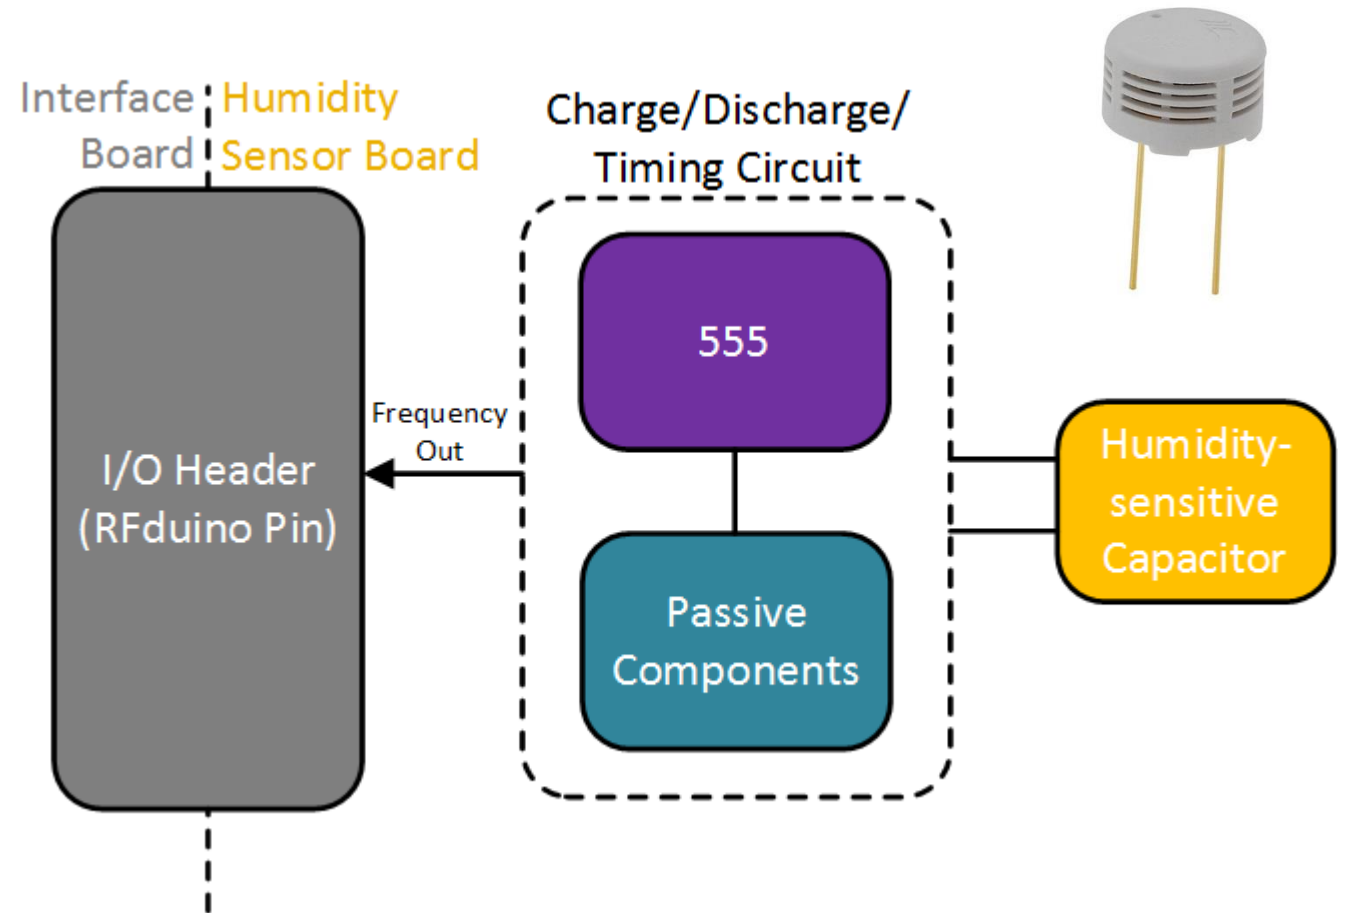 Interface
Board
Humidity
Sensor Board
Charge/Discharge/
Timing Circuit
555
Frequency
Out
I/O Header
(RFduino Pin)
Humidity-
sensitive
Capacitor
Passive
Components